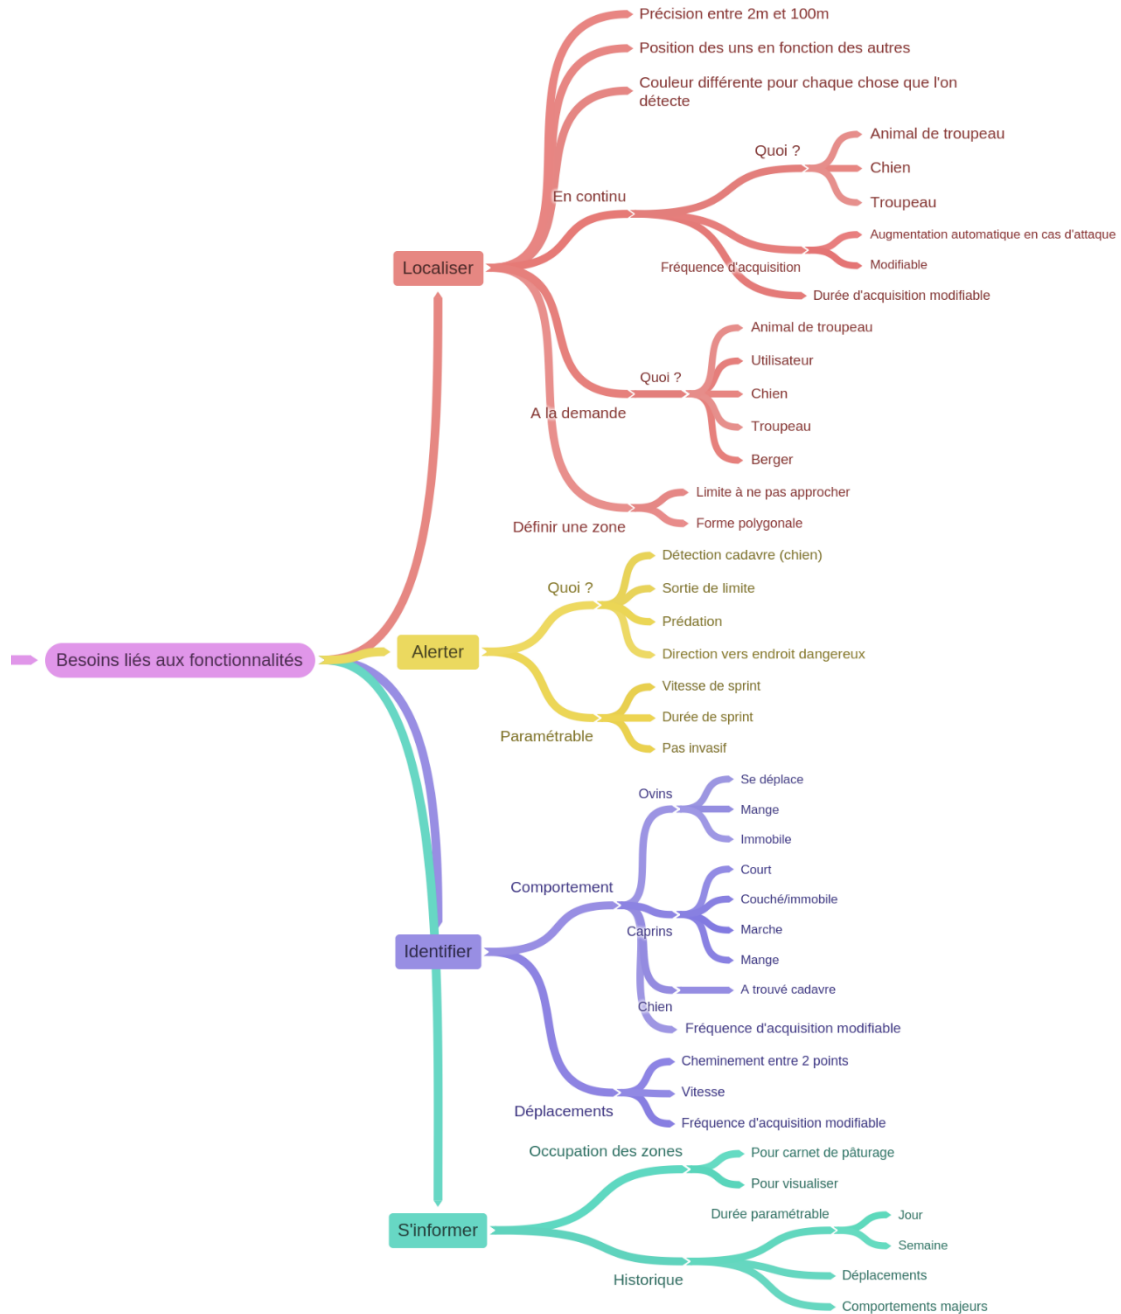 Besoins liés aux fonctionnalités
Localiser
Précision entre 2m et 100m
Position des uns en fonction des autres
Couleur différente pour chaque chose que l'on
détecte
En continu
Quoi ?
Animal de troupeau
Chien
Troupeau
Fréquence d'acquisition
Augmentation automatique en cas d'attaque
Modifiable
Durée d'acquisition modifiable
A la demande
Quoi ?
Animal de troupeau
Utilisateur
Chien
Troupeau
Berger
Définir une zone
Limite à ne pas approcher
Forme polygonale
Alerter
Quoi ?
Détection cadavre (chien)
Sortie de limite
Prédation
Direction vers endroit dangereux
Paramétrable
Vitesse de sprint
Durée de sprint
Pas invasif
Identifier
Comportement
Ovins
Se déplace
Mange
Immobile
Caprins
Court
Couché/immobile
Marche
Mange
Chien
A trouvé cadavre
Fréquence d'acquisition modifiable
Déplacements
Cheminement entre 2 points
Vitesse
Fréquence d'acquisition modifiable
S'informer
Occupation des zones
Pour carnet de pâturage
Pour visualiser
Historique
Durée paramétrable
Jour
Semaine
Déplacements
Comportements majeurs